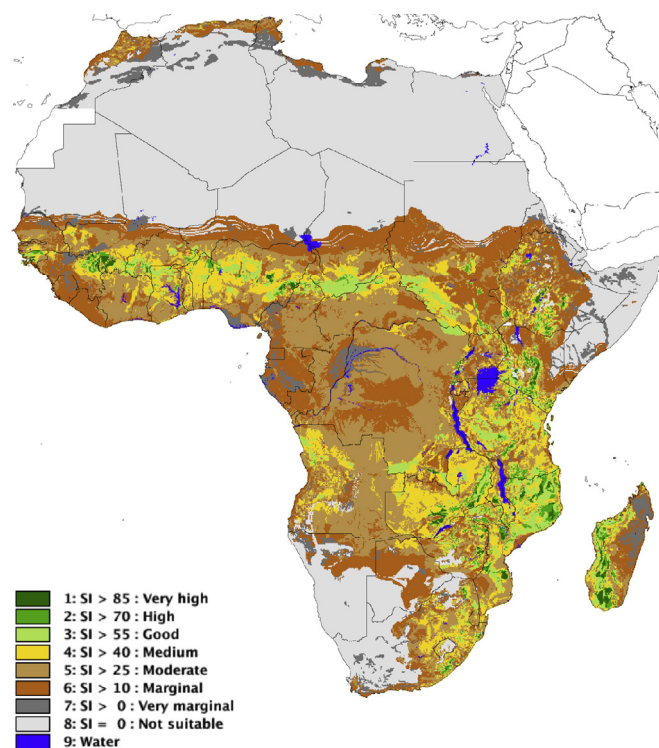 1: SI > 85 : Very high
2: SI > 70 : High
3: SI > 55 : Good
4: SI > 40 : Medium
5: SI > 25 : Moderate
6: SI > 10 : Marginal
7: SI > 0 : Very marginal
8: SI = 0 : Not suitable
9: Water